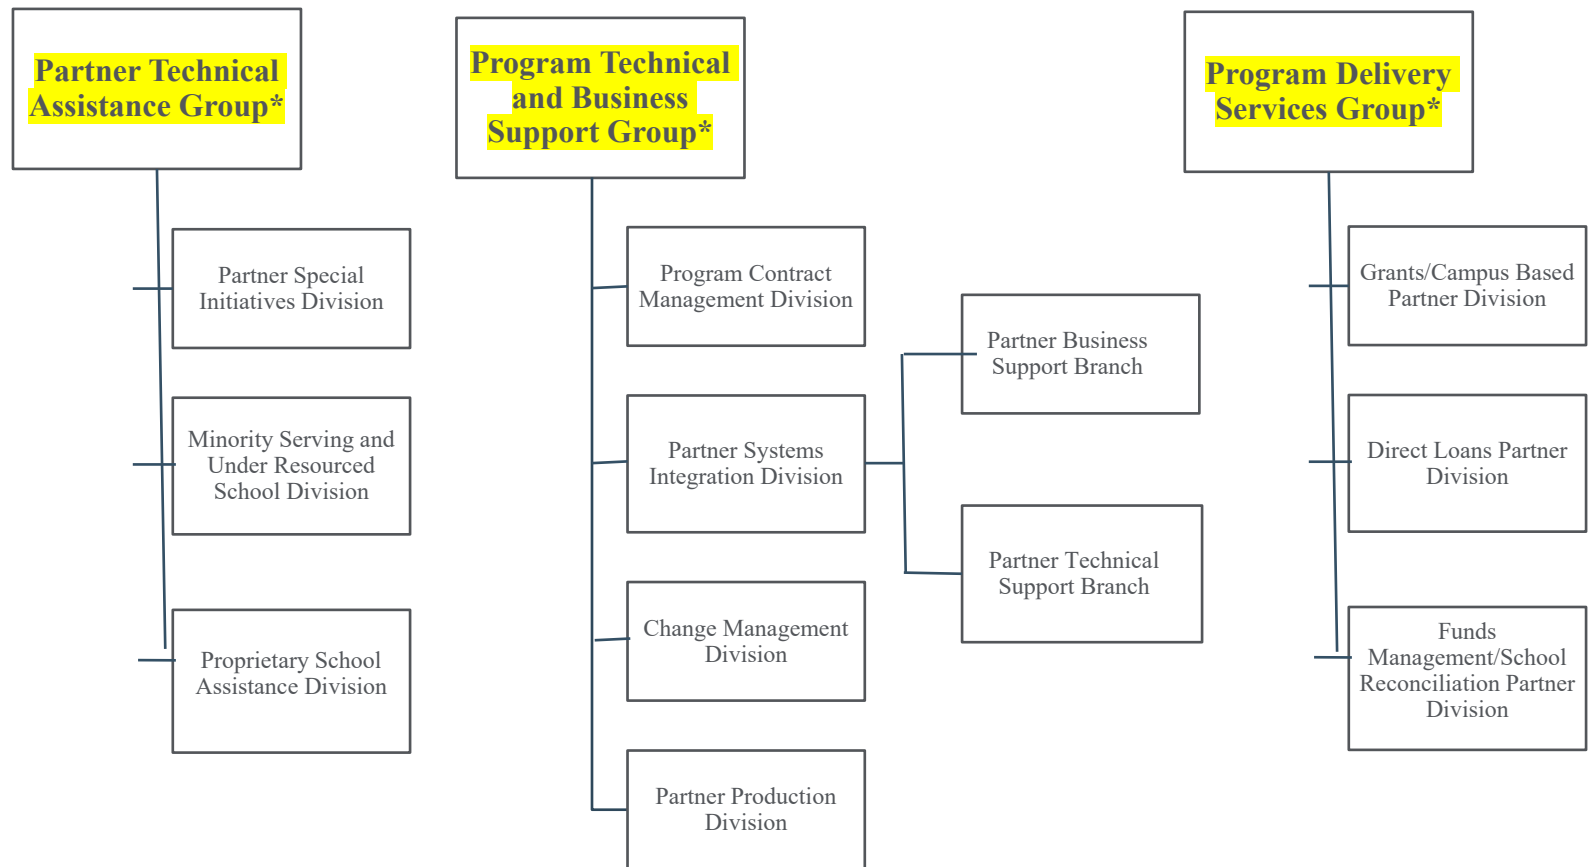 Partner Technical
Assistance Group*
Program Technical
and Business
Support Group*
Program Delivery
Services Group*
Partner Special
Initiatives Division
Minority Serving and
Under Resourced
School Division
Proprietary School
Assistance Division
Program Contract
Management Division
Partner Systems
Integration Division
Change Management
Division
Partner Production
Division
Partner Business
Support Branch
Partner Technical
Support Branch
Grants/Campus Based
Partner Division
Direct Loans Partner
Division
Funds
Management/School
Reconciliation Partner
Division